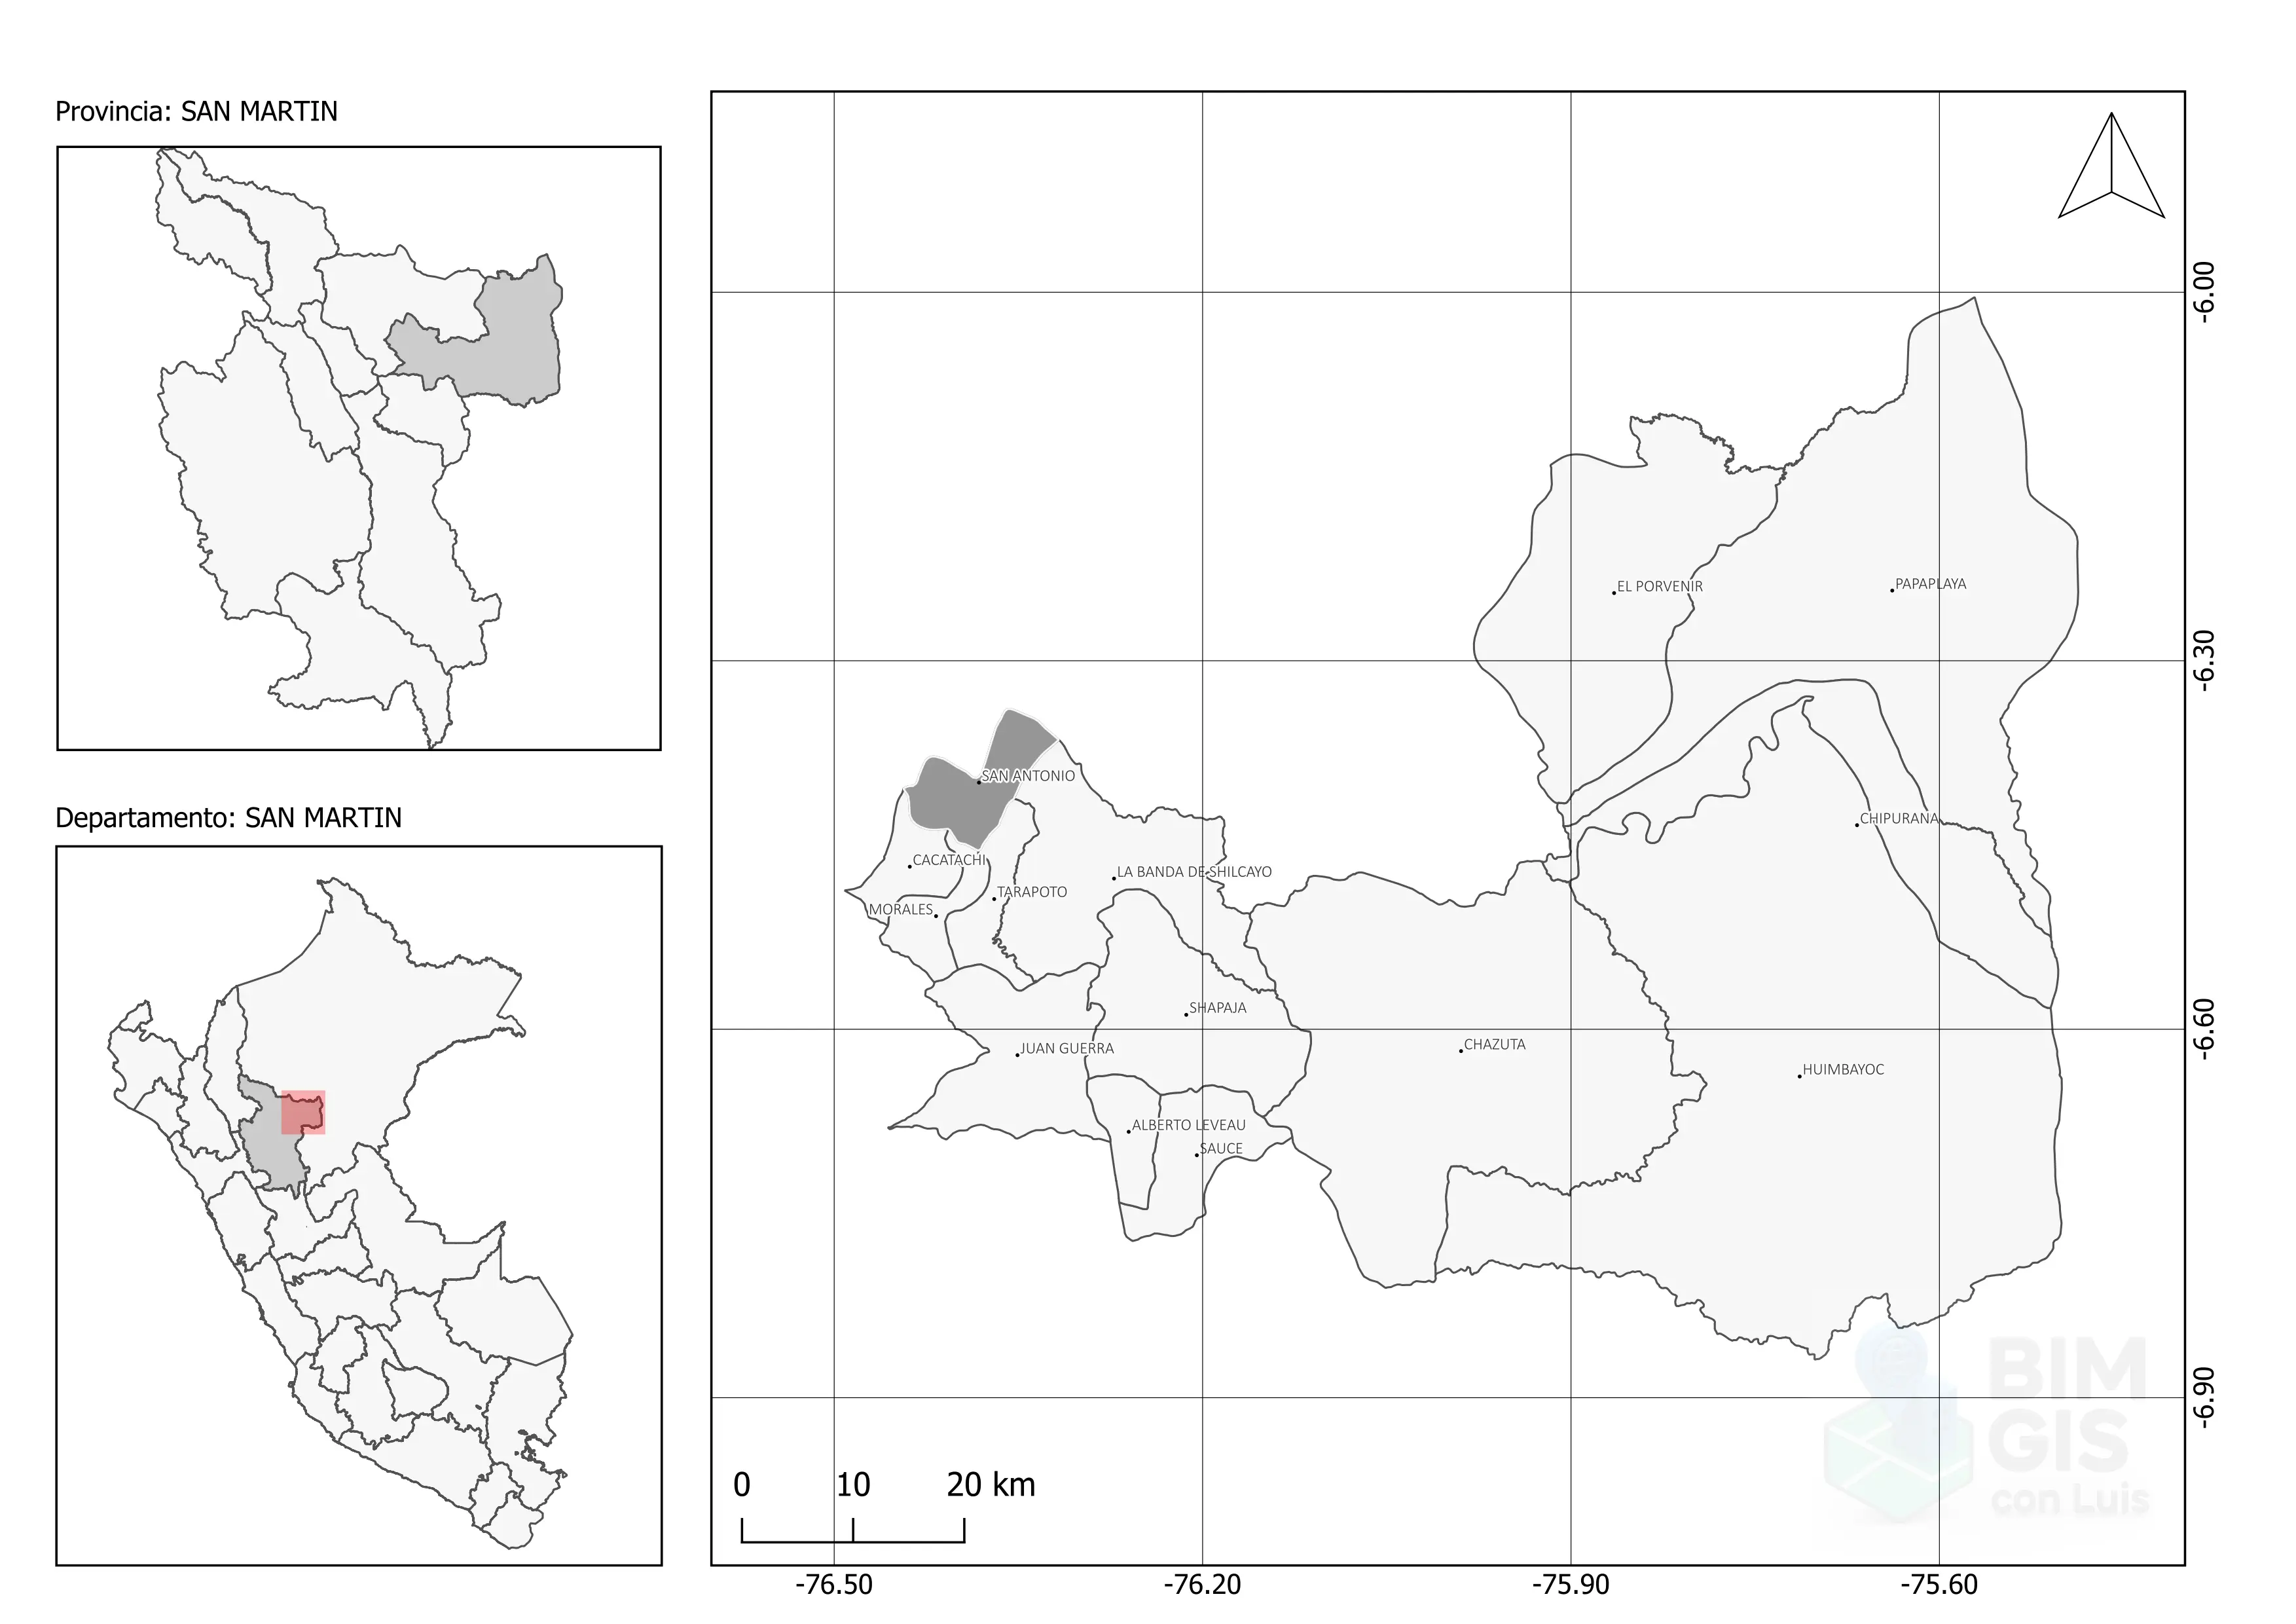 Provincia: SAN MARTIN
Departamento: SAN MARTIN
-6.00
EL PORVENIR
PAPAPLAYA
-6.30
SAN ANTONIO
CHIPURANA
CACATACHI
LA BANDA DE SHILCAYO
TARAPOTO
MORALES
SHAPAJA
-6.60
JUAN GUERRA
CHAZUTA
HUIMBAYOC
ALBERTO LEVEAU
SAUCE
-6.90
BIM
GIS
con Luis
0 10 20 km
-76.50 -76.20 -75.90 -75.60